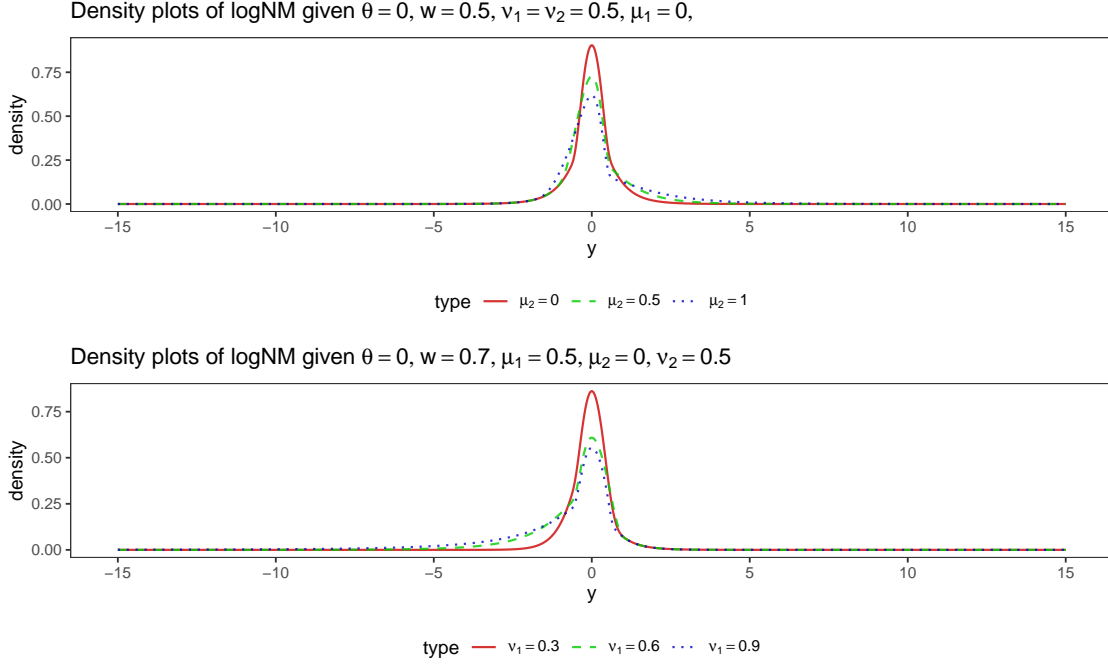 Density plots of logNM given θ = 0, w = 0.5, ν₁ = ν₂ = 0.5, μ₁ = 0,
density
0.75
0.50
0.25
0.00
−15 −10 −5 0 5 10 15
y
type μ₂ = 0 μ₂ = 0.5 μ₂ = 1
Density plots of logNM given θ = 0, w = 0.7, μ₁ = 0.5, μ₂ = 0, ν₂ = 0.5
density
0.75
0.50
0.25
0.00
−15 −10 −5 0 5 10 15
y
type ν₁ = 0.3 ν₁ = 0.6 ν₁ = 0.9